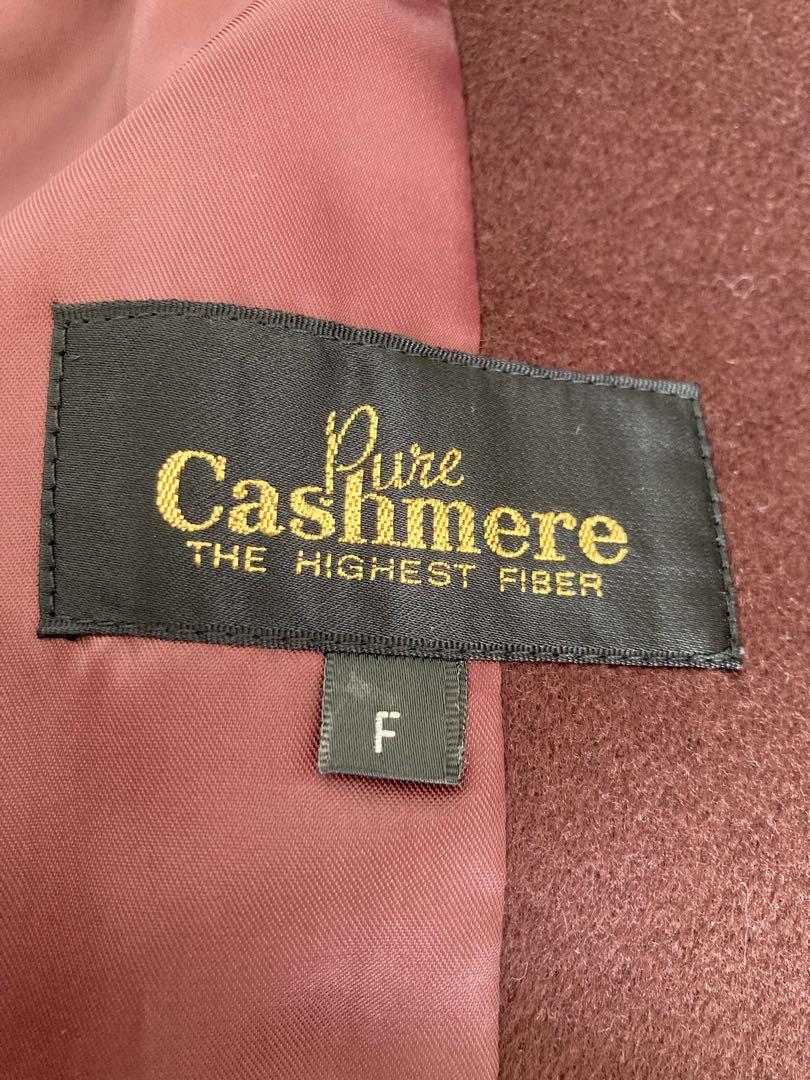 Pure
Cashmere
THE HIGHEST FIBER
F